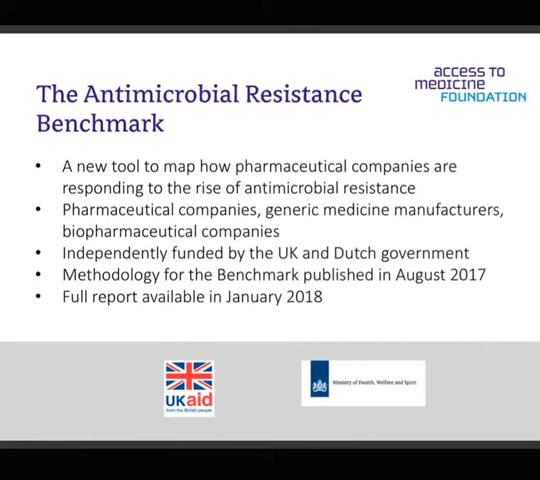 ACCESS TO
MEDICINE
FOUNDATION
The Antimicrobial Resistance
Benchmark
• A new tool to map how pharmaceutical companies are
responding to the rise of antimicrobial resistance
• Pharmaceutical companies, generic medicine manufacturers,
biopharmaceutical companies
• Independently funded by the UK and Dutch government
• Methodology for the Benchmark published in August 2017
• Full report available in January 2018
UKaid
from the British people
Ministry of Health, Welfare and Sport